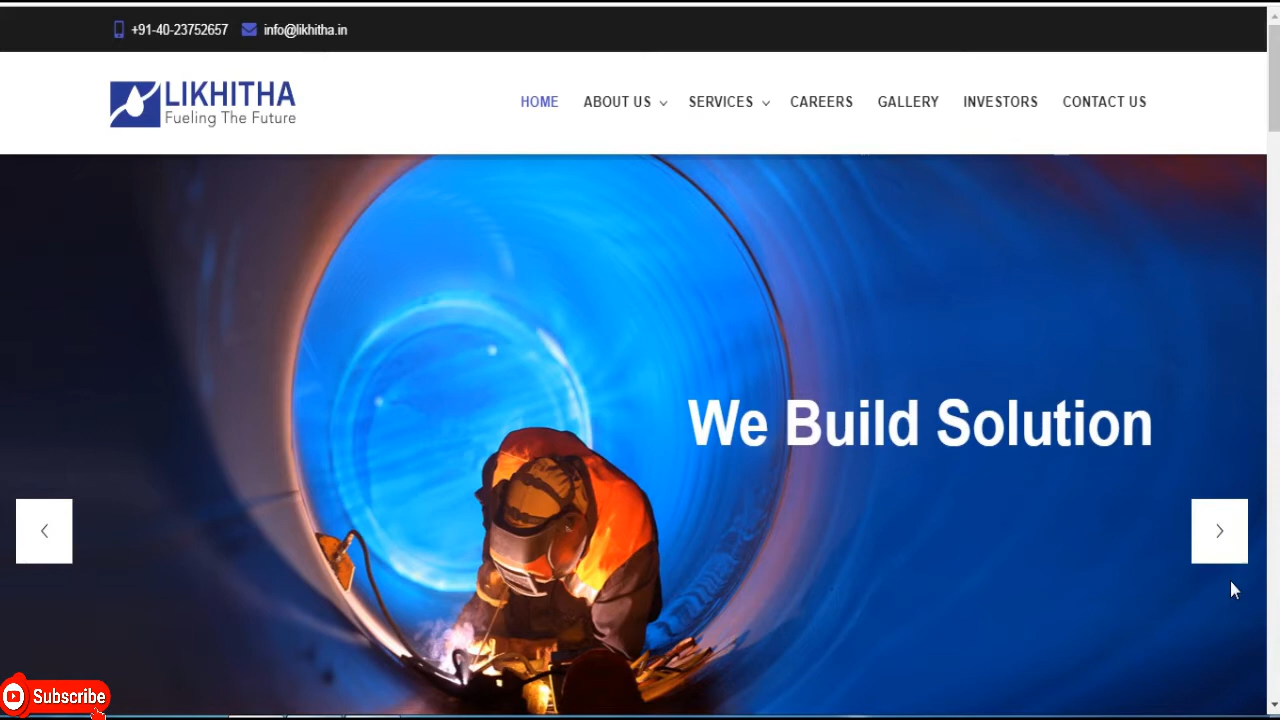 +91-40-23752657 info@likhitha.in
LIKHITHA
Fueling The Future
HOME ABOUT US SERVICES CAREERS GALLERY INVESTORS CONTACT US
We Build Solution
Subscribe